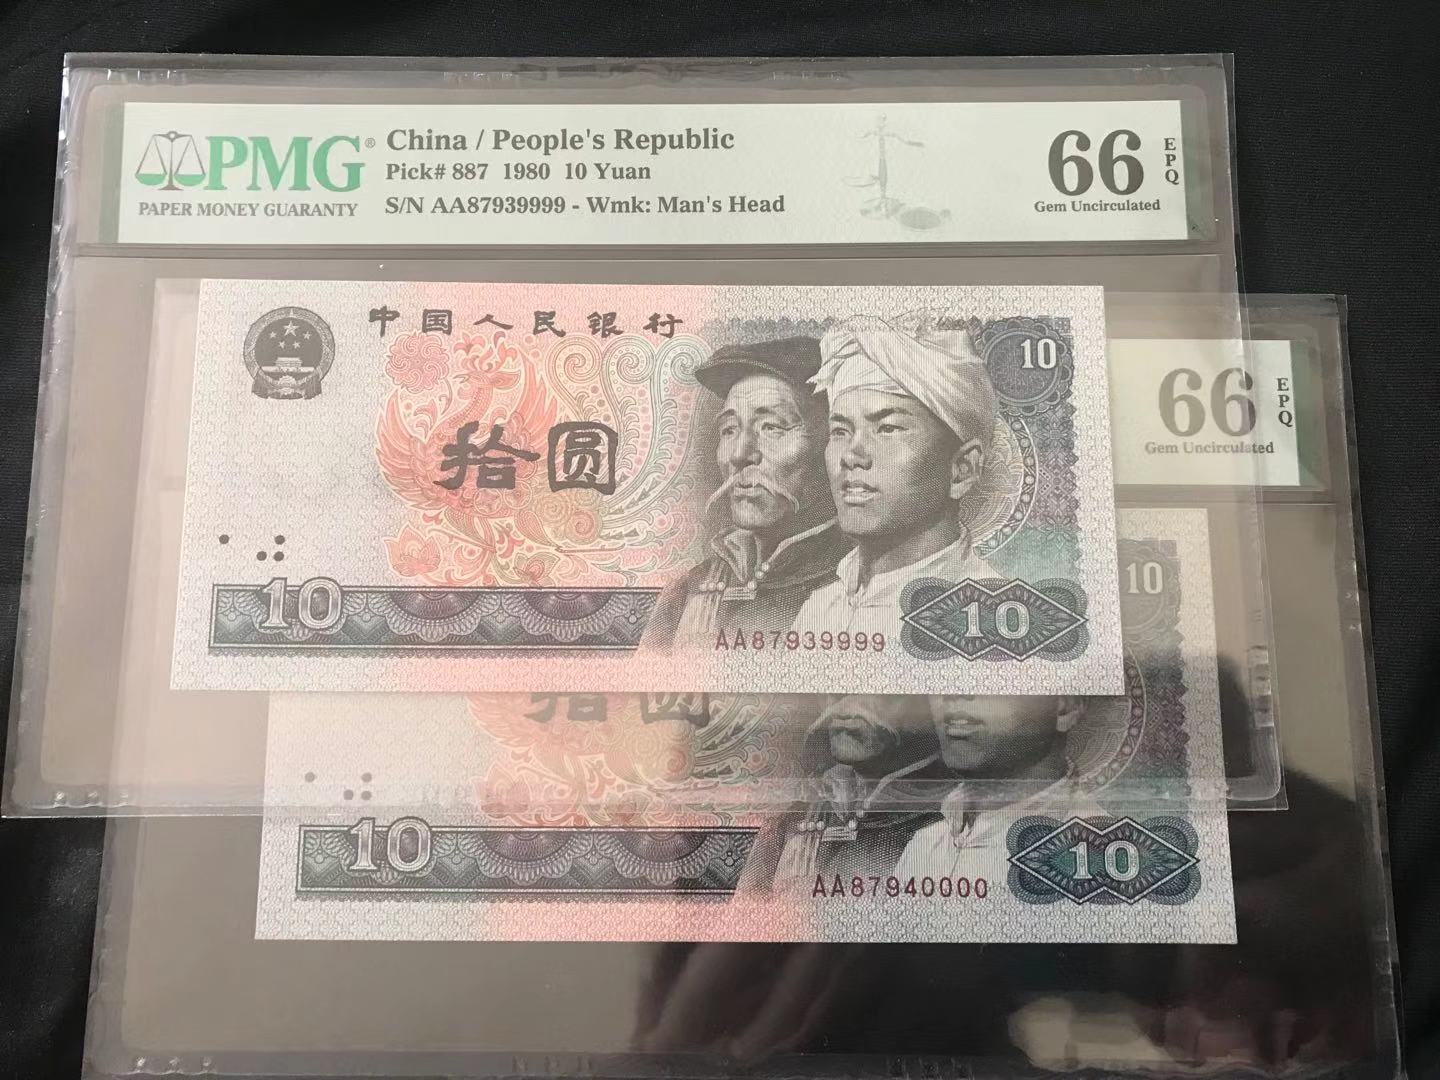 PMG®
PAPER MONEY GUARANTY
China / People's Republic
Pick# 887 1980 10 Yuan
S/N AA87939999 - Wmk: Man's Head
66
EPQ
Gem Uncirculated
中国人民银行
10
拾圆
10
AA87939999
10
66
EPQ
Gem Uncirculated
10
拾圆
10
AA87940000
10